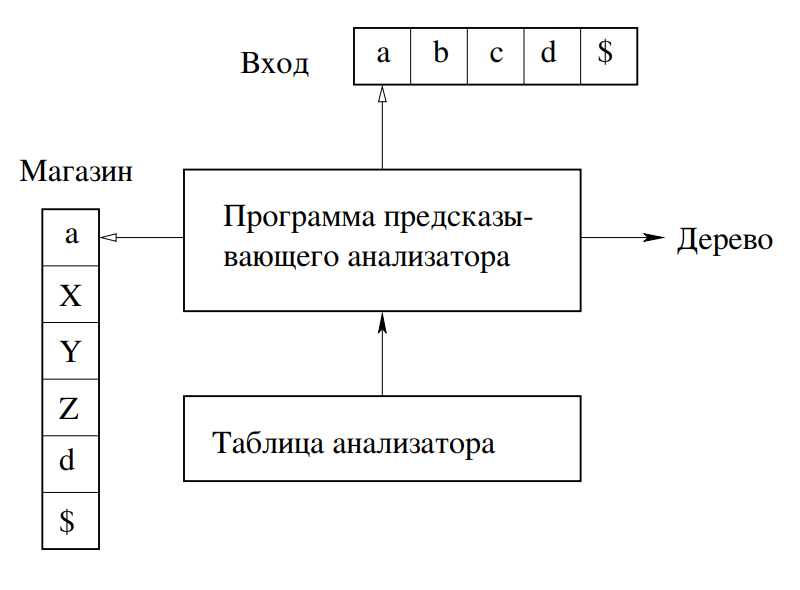 Вход
a b c d $
Магазин
a
X
Y
Z
d
$
Программа предсказы-
вающего анализатора
Дерево
Таблица анализатора